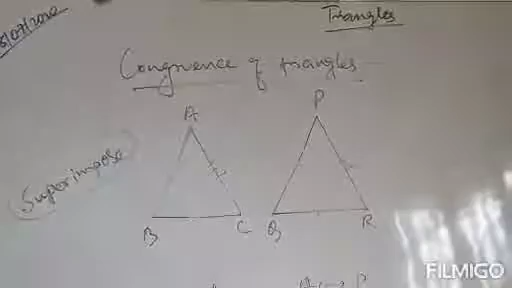 Triangles
Congruence of triangles
Superimpose
A
P
B
C
Q
R
P
FILMIGO